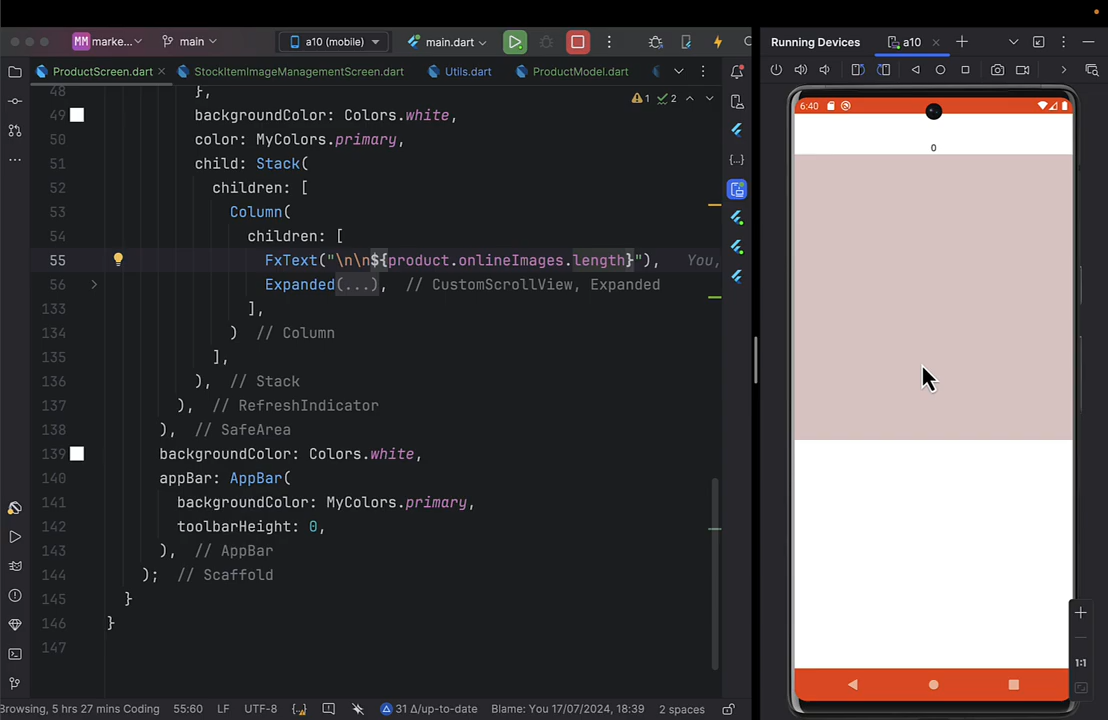 MM marke...
main
a10 (mobile)
main.dart
Running Devices
a10
ProductScreen.dart
StockItemImageManagementScreen.dart
Utils.dart
ProductModel.dart
1
2
48 },
49 backgroundColor: Colors.white,
50 color: MyColors.primary,
51 child: Stack(
52 children: [
53 Column(
54 children: [
55 FxText("\n\n${product.onlineImages.length}"), You,
56 Expanded(...), // CustomScrollView, Expanded
133 ],
134 ) // Column
135 ],
136 ), // Stack
137 ), // RefreshIndicator
138 ), // SafeArea
139 backgroundColor: Colors.white,
140 appBar: AppBar(
141 backgroundColor: MyColors.primary,
142 toolbarHeight: 0,
143 ), // AppBar
144 ); // Scaffold
145 }
146 }
147
6:40
0
1:1
Browsing, 5 hrs 27 mins Coding
55:60
LF
UTF-8
31 Δ/up-to-date
Blame: You 17/07/2024, 18:39
2 spaces